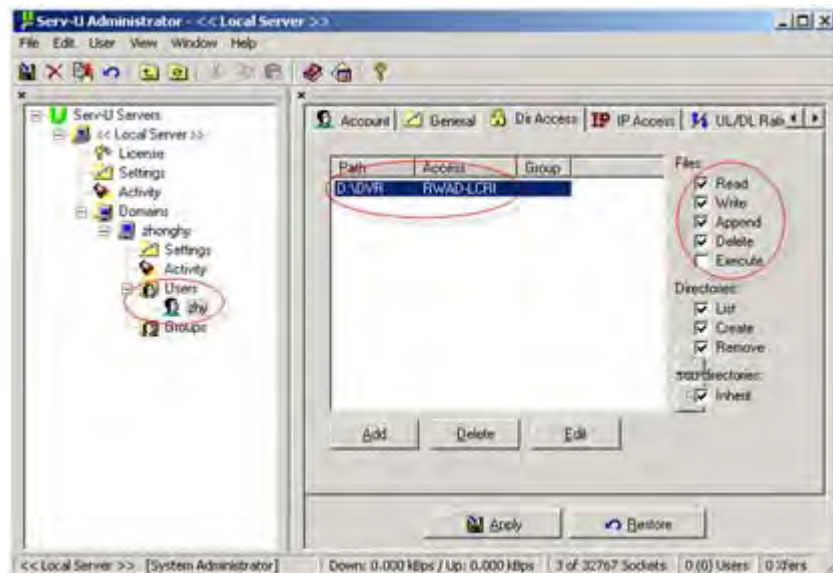 Serv-U Administrator - << Local Server >>
File Edit User View Window Help
Serv-U Servers
<< Local Server >>
License
Settings
Activity
Domains
zhonghy
Settings
Activity
Users
zhy
Groups
Account
General
Dir Access
IP IP Access
UL/DL
Path Access Group
D:\DVR RWAD-LCRI
Files:
Read
Write
Append
Delete
Execute
Directories:
List
Create
Remove
Inherit
Add
Delete
Edit
Apply
Restore
<< Local Server >> [System Administrator]
Down: 0.000 kBps / Up: 0.000 kBps
3 of 32767 Sockets
0 (0) Users
0 Xfers